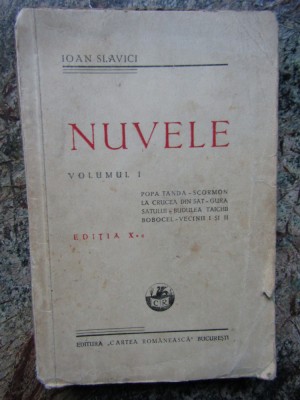 IOAN SLAVICI
NUVELE
VOLUMUL I
POPA TANDA - SCORMON
LA CRUCEA DIN SAT - GURA
SATULUI - BUDULEA TAICHII
BOBOCEL - VECINII I ȘI II
EDIȚIA X-a
C R
EDITURA „CARTEA ROMÂNEASCĂ” BUCUREȘTI